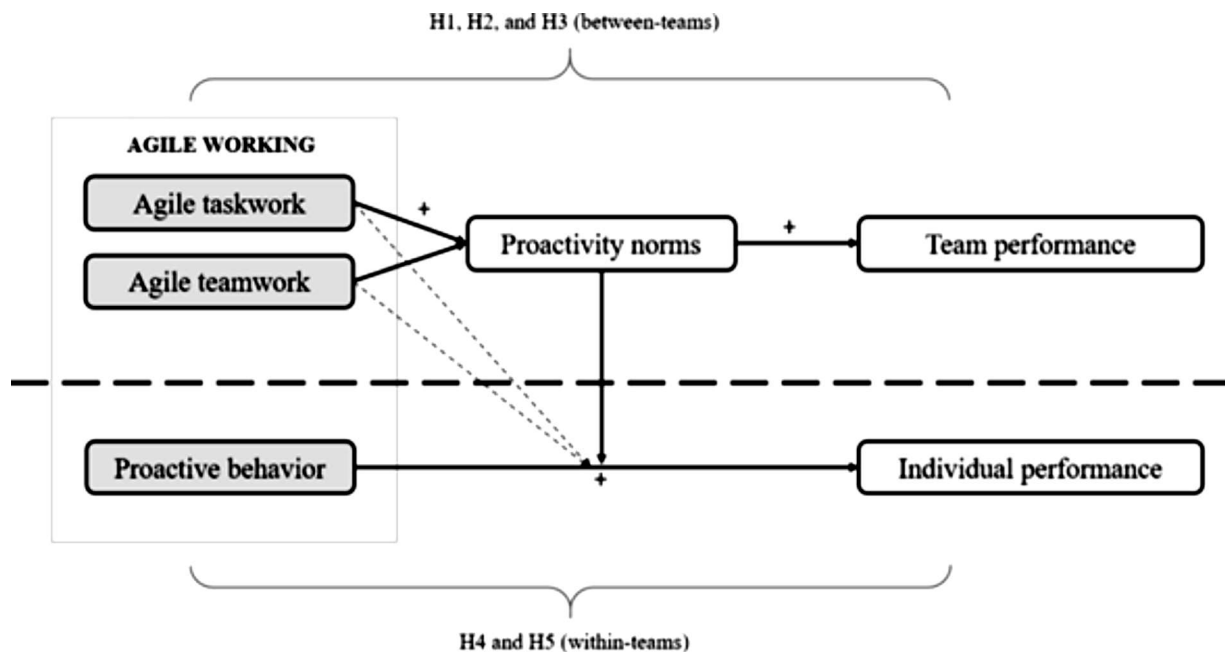 H1, H2, and H3 (between-teams)
AGILE WORKING
Agile taskwork
+
Proactivity norms
+
Team performance
Agile teamwork
Proactive behavior
+
Individual performance
H4 and H5 (within-teams)